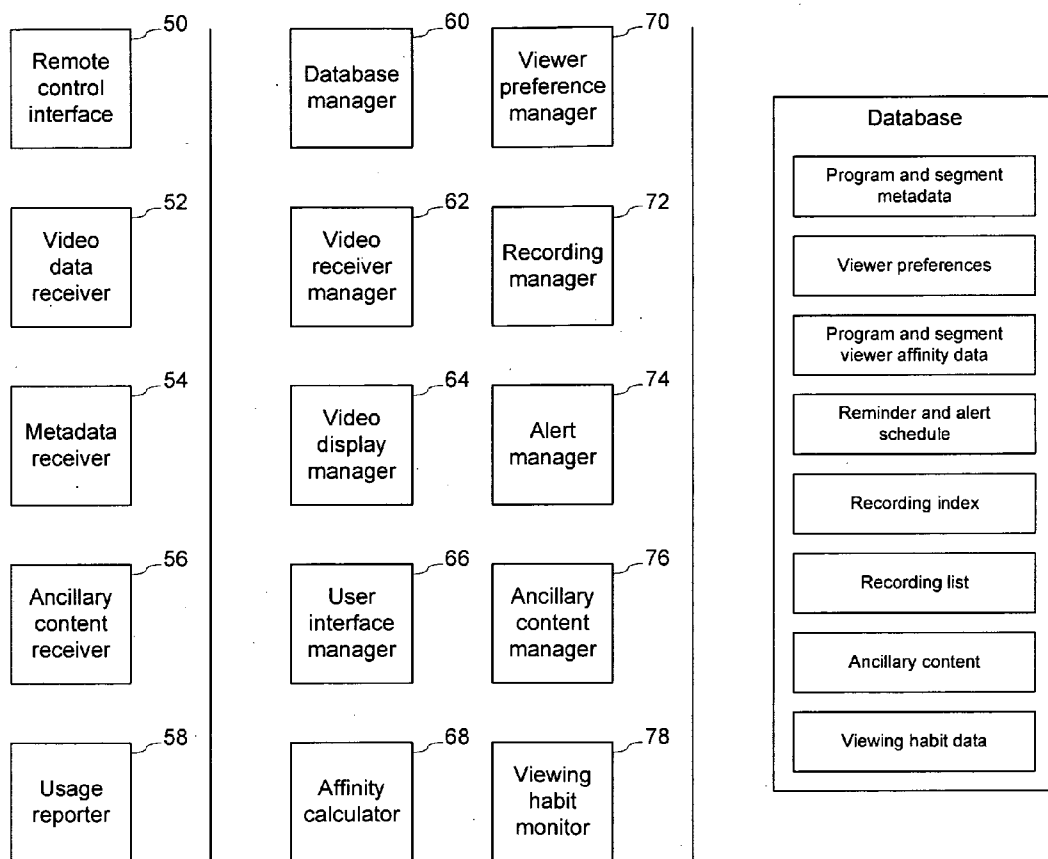 50
Remote
control
interface
60
Database
manager
70
Viewer
preference
manager
52
Video
data
receiver
62
Video
receiver
manager
72
Recording
manager
54
Metadata
receiver
64
Video
display
manager
74
Alert
manager
56
Ancillary
content
receiver
66
User
interface
manager
76
Ancillary
content
manager
58
Usage
reporter
68
Affinity
calculator
78
Viewing
habit
monitor
Database
Program and segment
metadata
Viewer preferences
Program and segment
viewer affinity data
Reminder and alert
schedule
Recording index
Recording list
Ancillary content
Viewing habit data